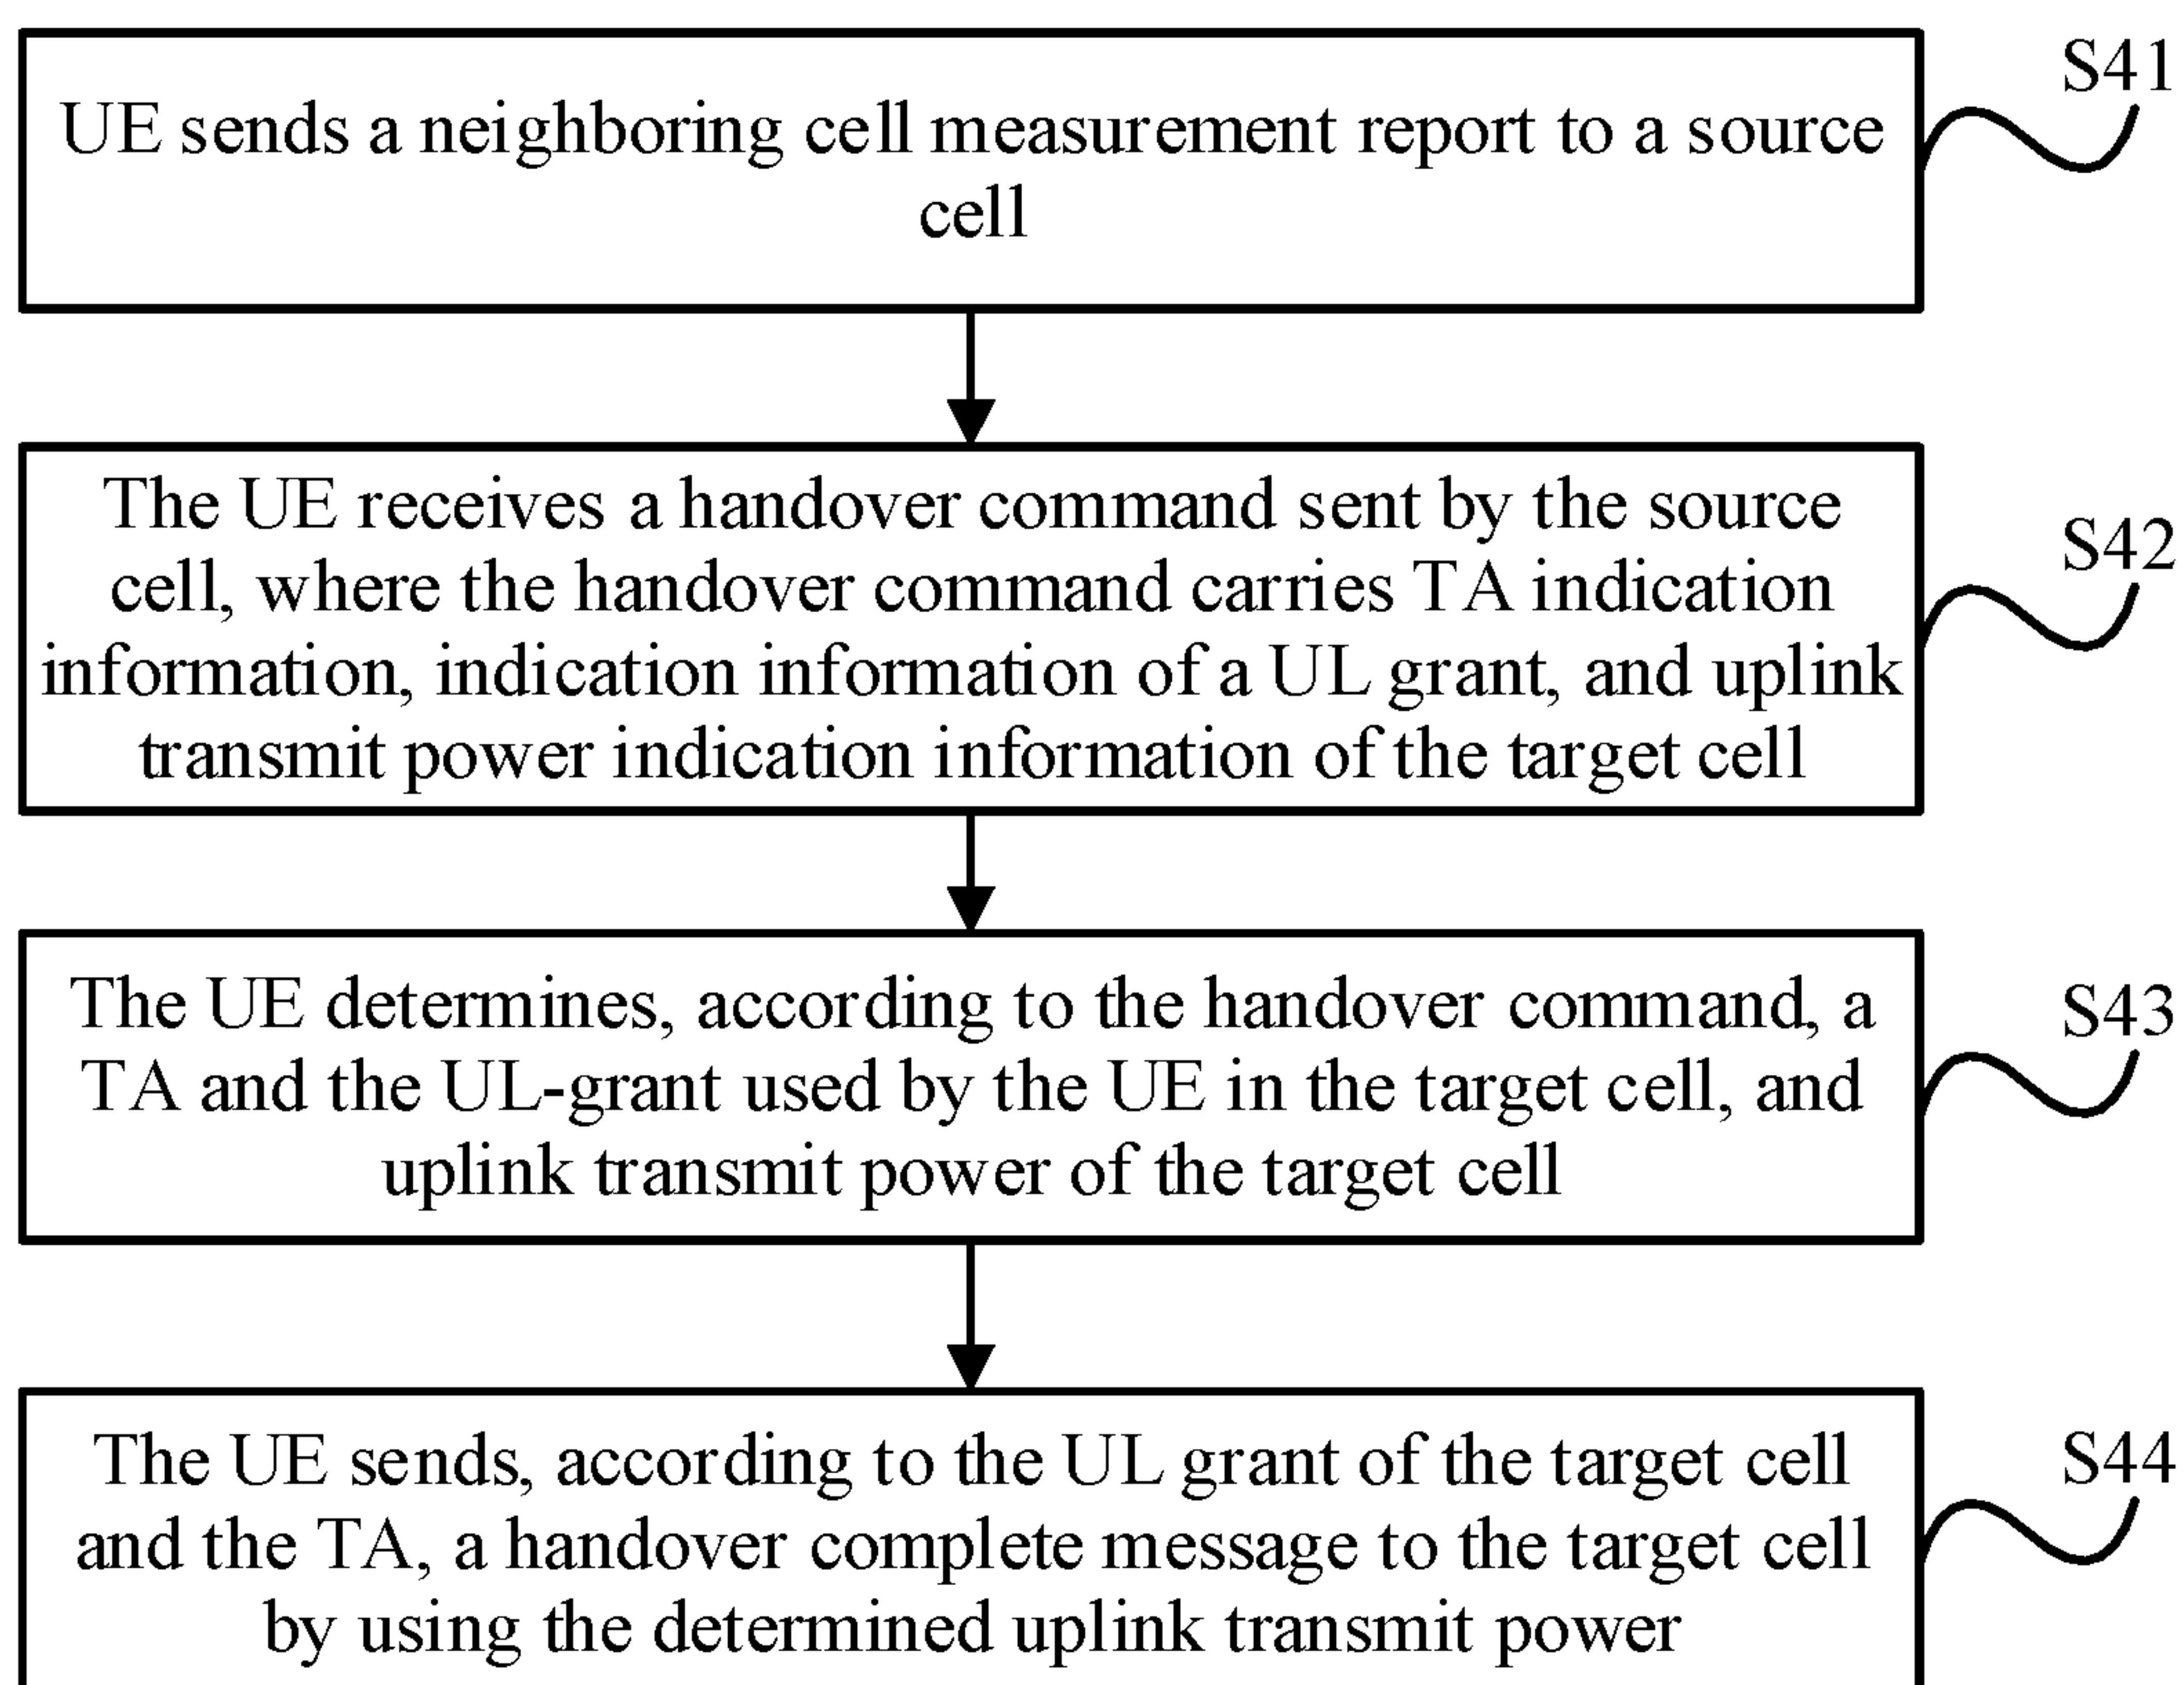 UE sends a neighboring cell measurement report to a source
cell
S41
The UE receives a handover command sent by the source
cell, where the handover command carries TA indication
information, indication information of a UL grant, and uplink
transmit power indication information of the target cell
S42
The UE determines, according to the handover command, a
TA and the UL-grant used by the UE in the target cell, and
uplink transmit power of the target cell
S43
The UE sends, according to the UL grant of the target cell
and the TA, a handover complete message to the target cell
by using the determined uplink transmit power
S44